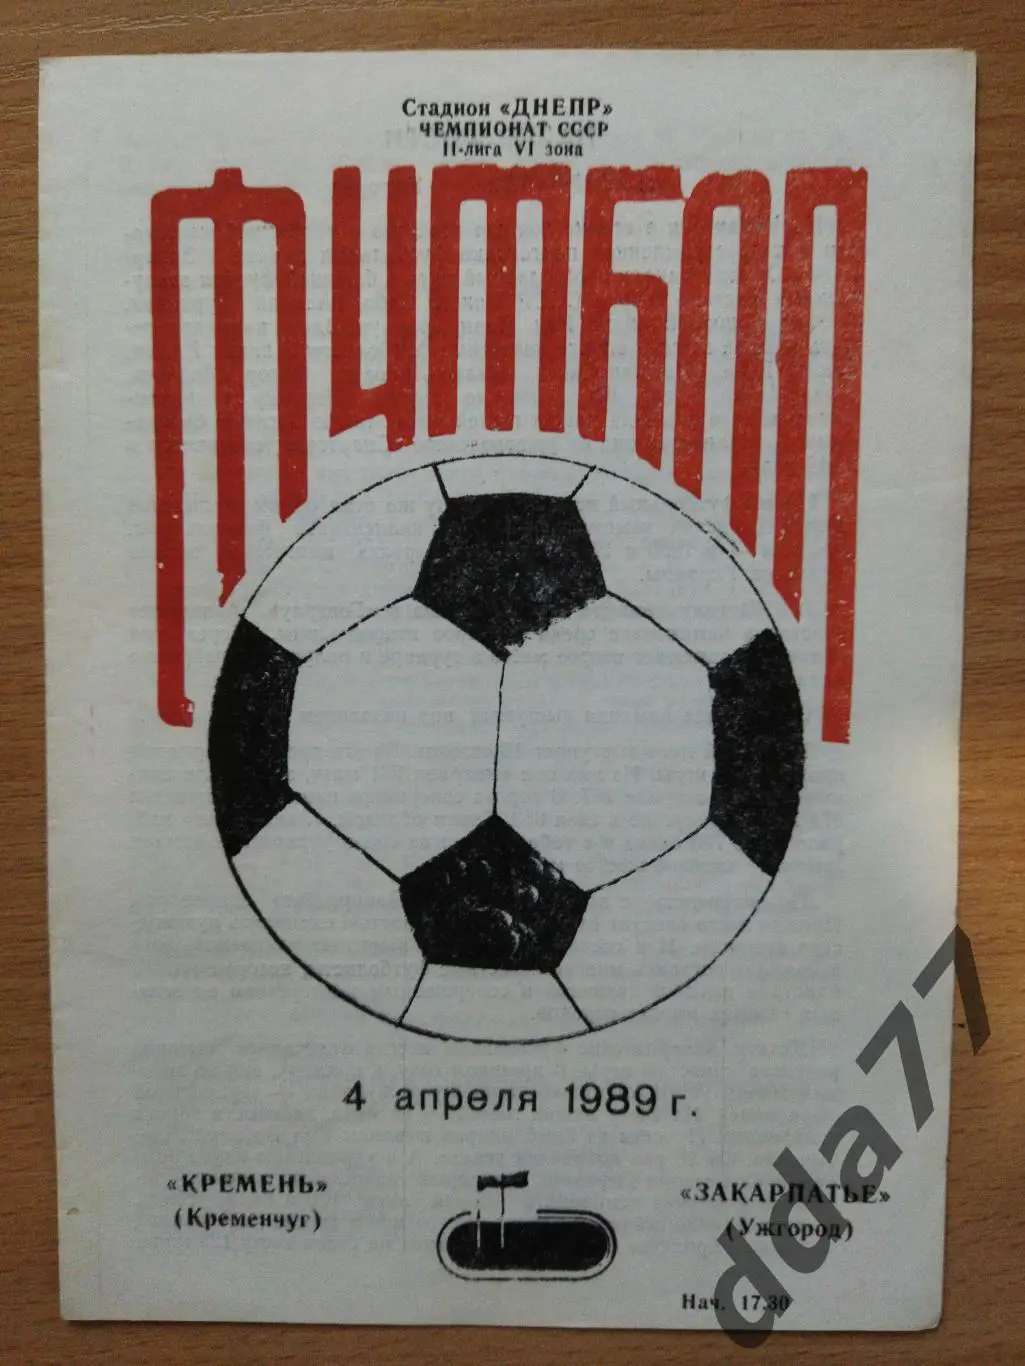 Стадион «ДНЕПР»
ЧЕМПИОНАТ СССР
II-лига VI зона
ФУТБОЛ
4 апреля 1989 г.
«КРЕМЕНЬ»
(Кременчуг)
«ЗАКАРПАТЬЕ»
(Ужгород)
Нач. 17.30
dda77